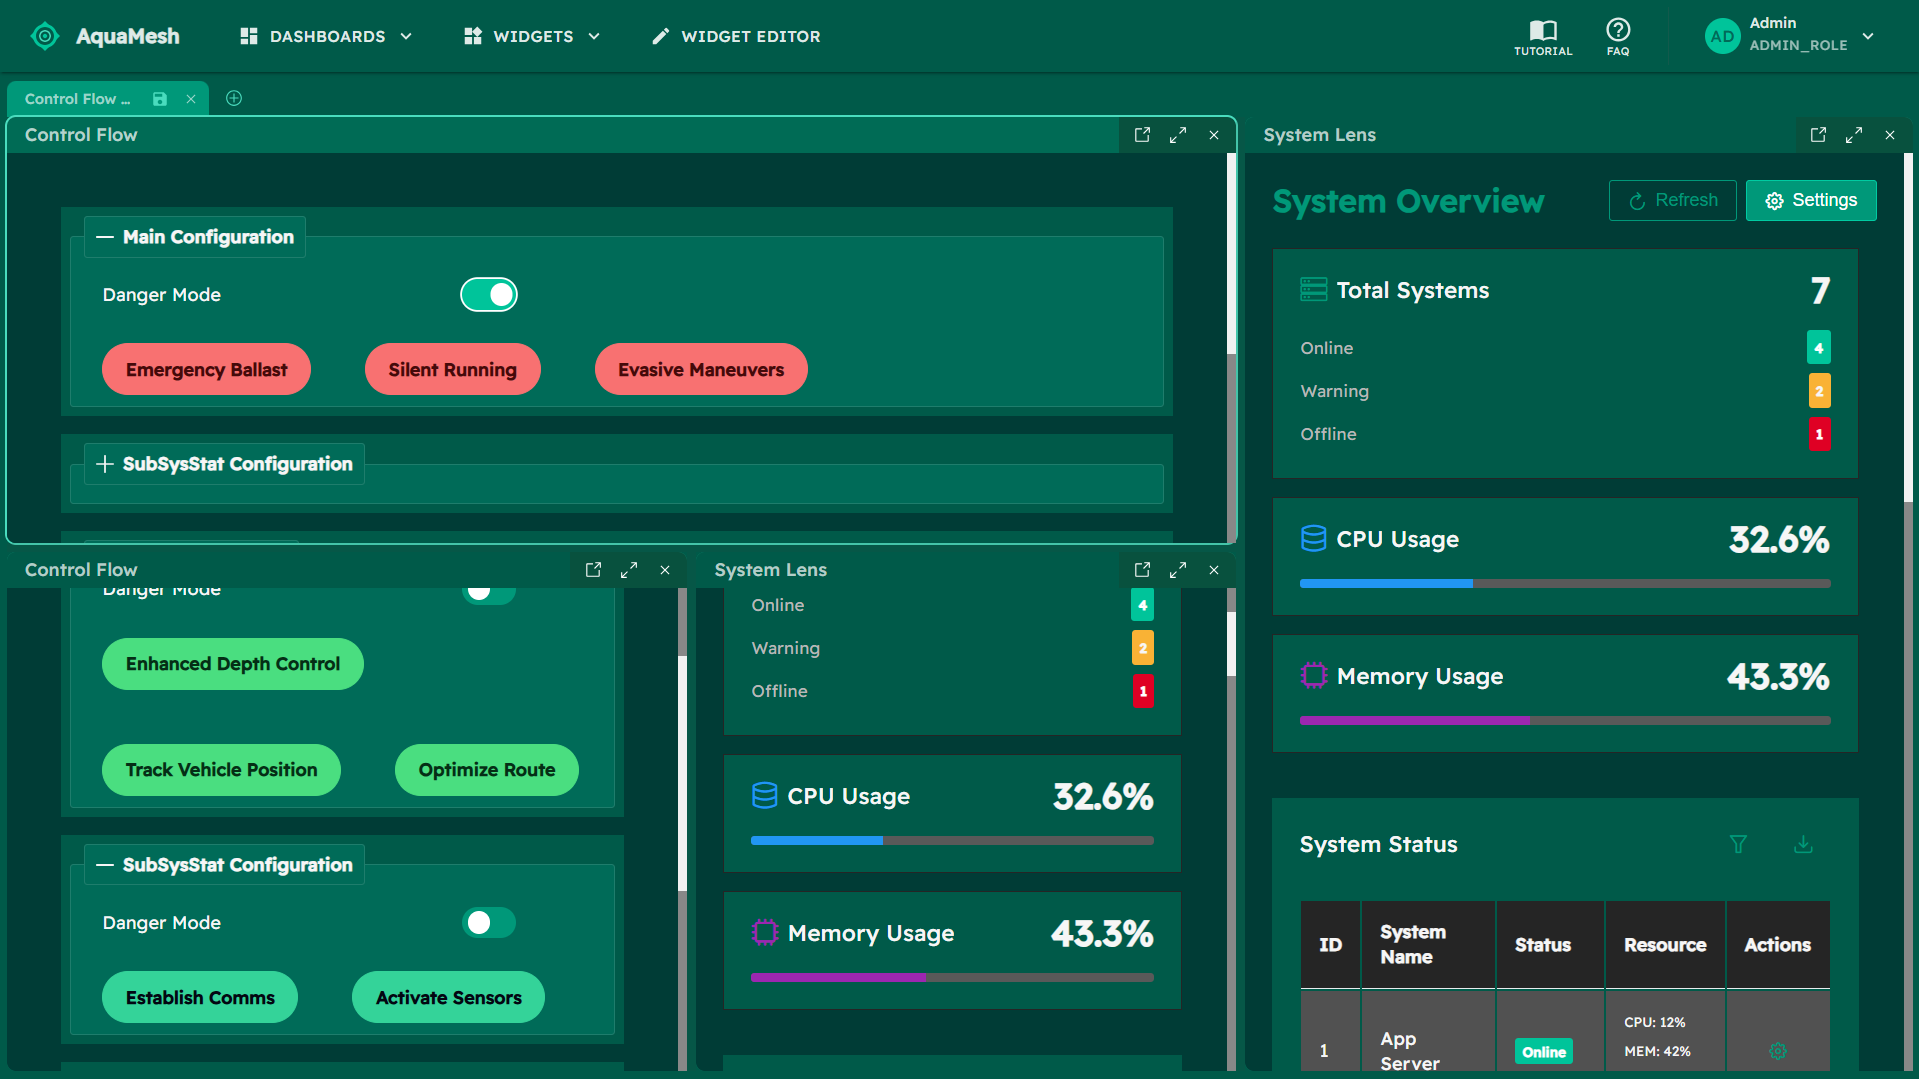 AquaMesh
DASHBOARDS
WIDGETS
WIDGET EDITOR
TUTORIAL
FAQ
AD
Admin
ADMIN_ROLE
Control Flow ...
Control Flow
Main Configuration
Danger Mode
Emergency Ballast
Silent Running
Evasive Maneuvers
SubSysStat Configuration
System Lens
System Overview
Refresh
Settings
Total Systems
7
Online
4
Warning
2
Offline
1
CPU Usage
32.6%
Memory Usage
43.3%
System Status
ID
System
Name
Status
Resource
Actions
1
App
Server
Online
CPU: 12%
MEM: 42%
Control Flow
Danger Mode
Enhanced Depth Control
Track Vehicle Position
Optimize Route
SubSysStat Configuration
Danger Mode
Establish Comms
Activate Sensors
System Lens
Online
4
Warning
2
Offline
1
CPU Usage
32.6%
Memory Usage
43.3%